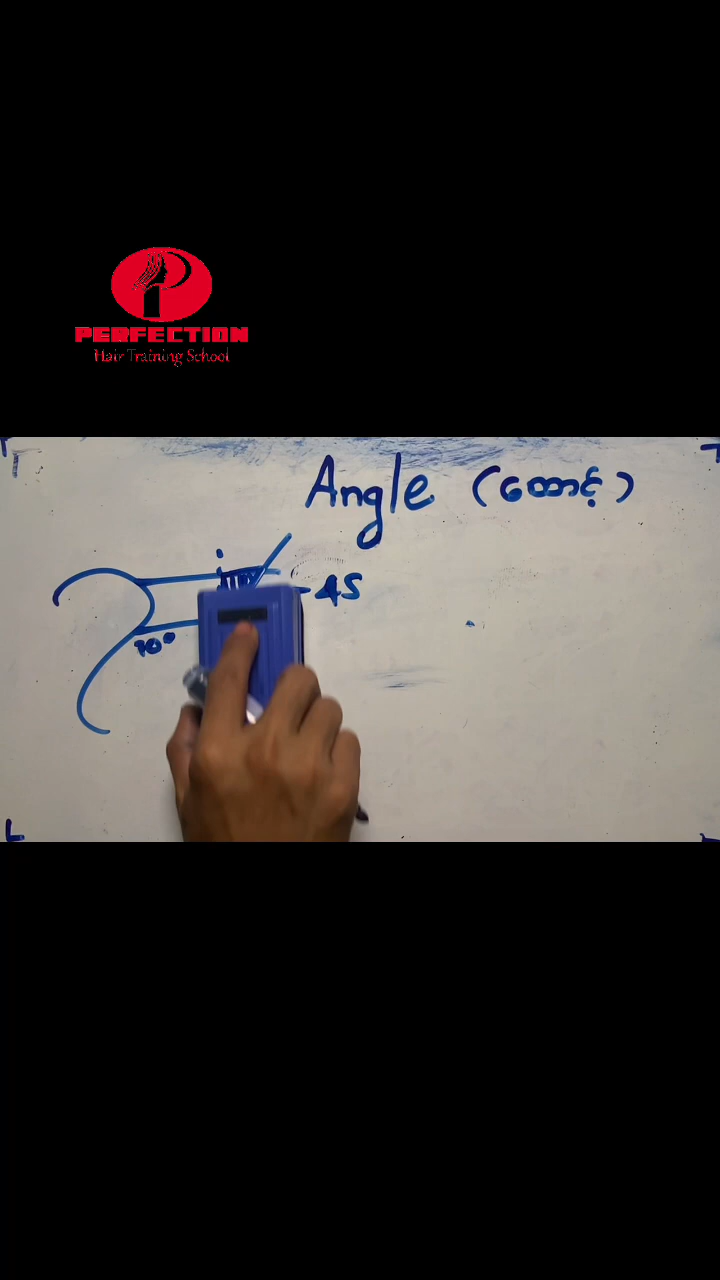 PERFECTION
Hair Training School
Angle (ထောင့်)
- 45
90°